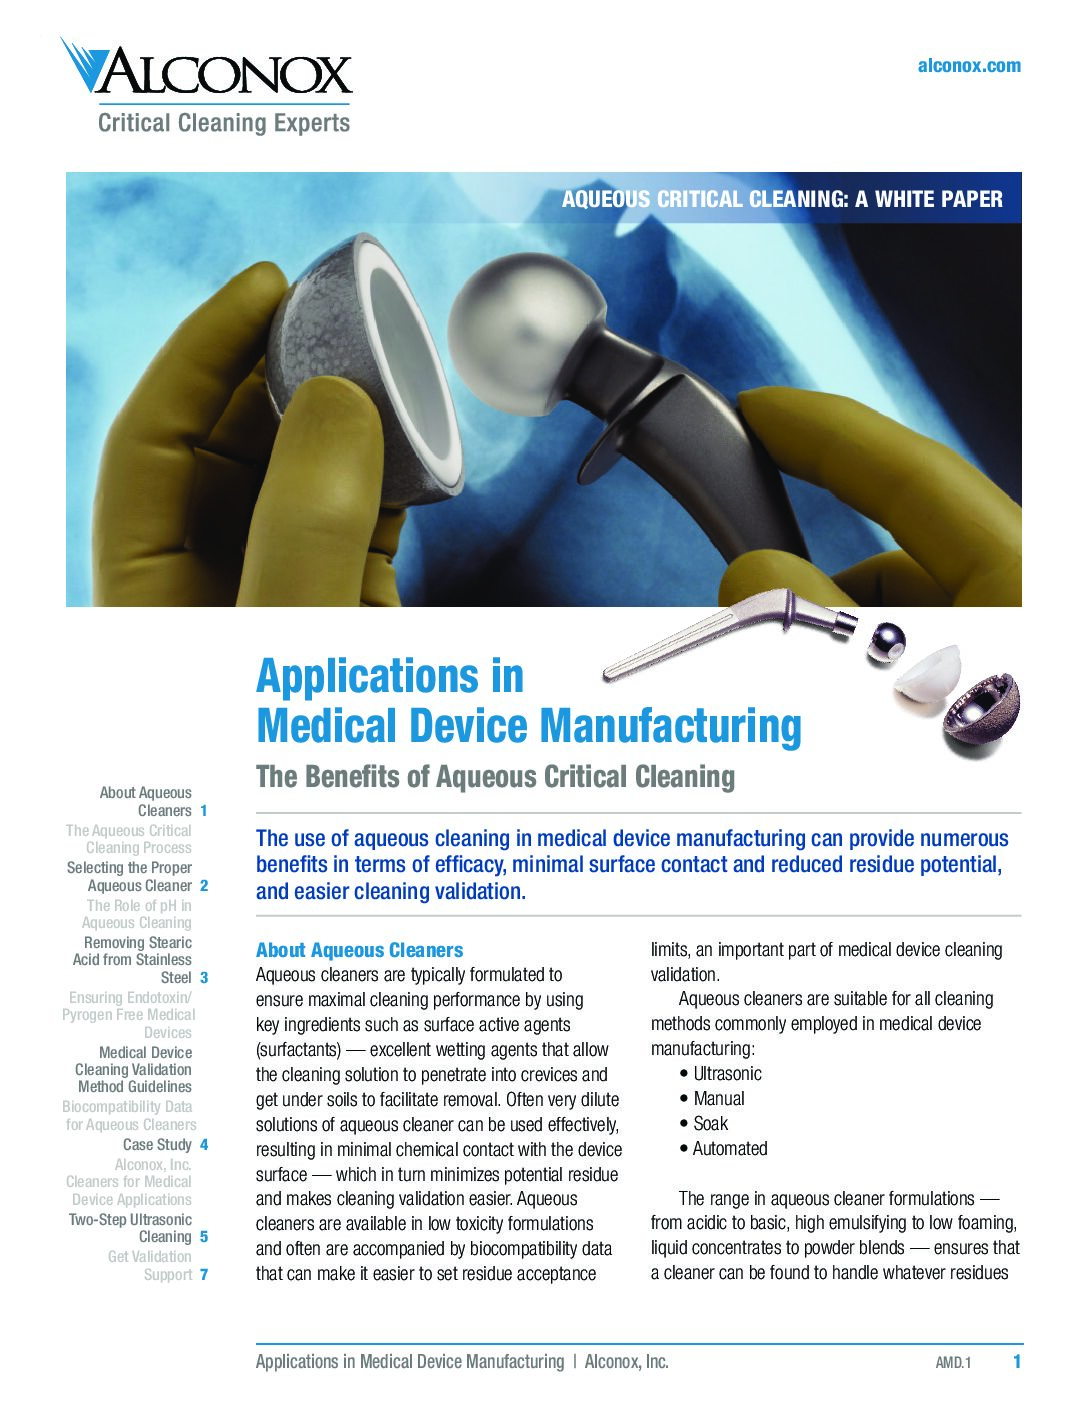 ALCONOX
Critical Cleaning Experts
alconox.com
AQUEOUS CRITICAL CLEANING: A WHITE PAPER
Applications in
Medical Device Manufacturing
The Benefits of Aqueous Critical Cleaning
About Aqueous
Cleaners 1
The Aqueous Critical
Cleaning Process
Selecting the Proper
Aqueous Cleaner 2
The Role of pH in
Aqueous Cleaning
Removing Stearic
Acid from Stainless
Steel 3
Ensuring Endotoxin/
Pyrogen Free Medical
Devices
Medical Device
Cleaning Validation
Method Guidelines
Biocompatibility Data
for Aqueous Cleaners
Case Study 4
Alconox, Inc.
Cleaners for Medical
Device Applications
Two-Step Ultrasonic
Cleaning 5
Get Validation
Support 7
The use of aqueous cleaning in medical device manufacturing can provide numerous
benefits in terms of efficacy, minimal surface contact and reduced residue potential,
and easier cleaning validation.
About Aqueous Cleaners
Aqueous cleaners are typically formulated to
ensure maximal cleaning performance by using
key ingredients such as surface active agents
(surfactants) — excellent wetting agents that allow
the cleaning solution to penetrate into crevices and
get under soils to facilitate removal. Often very dilute
solutions of aqueous cleaner can be used effectively,
resulting in minimal chemical contact with the device
surface — which in turn minimizes potential residue
and makes cleaning validation easier. Aqueous
cleaners are available in low toxicity formulations
and often are accompanied by biocompatibility data
that can make it easier to set residue acceptance
limits, an important part of medical device cleaning
validation.
Aqueous cleaners are suitable for all cleaning
methods commonly employed in medical device
manufacturing:
• Ultrasonic
• Manual
• Soak
• Automated
The range in aqueous cleaner formulations —
from acidic to basic, high emulsifying to low foaming,
liquid concentrates to powder blends — ensures that
a cleaner can be found to handle whatever residues
Applications in Medical Device Manufacturing | Alconox, Inc.
AMD.1 1